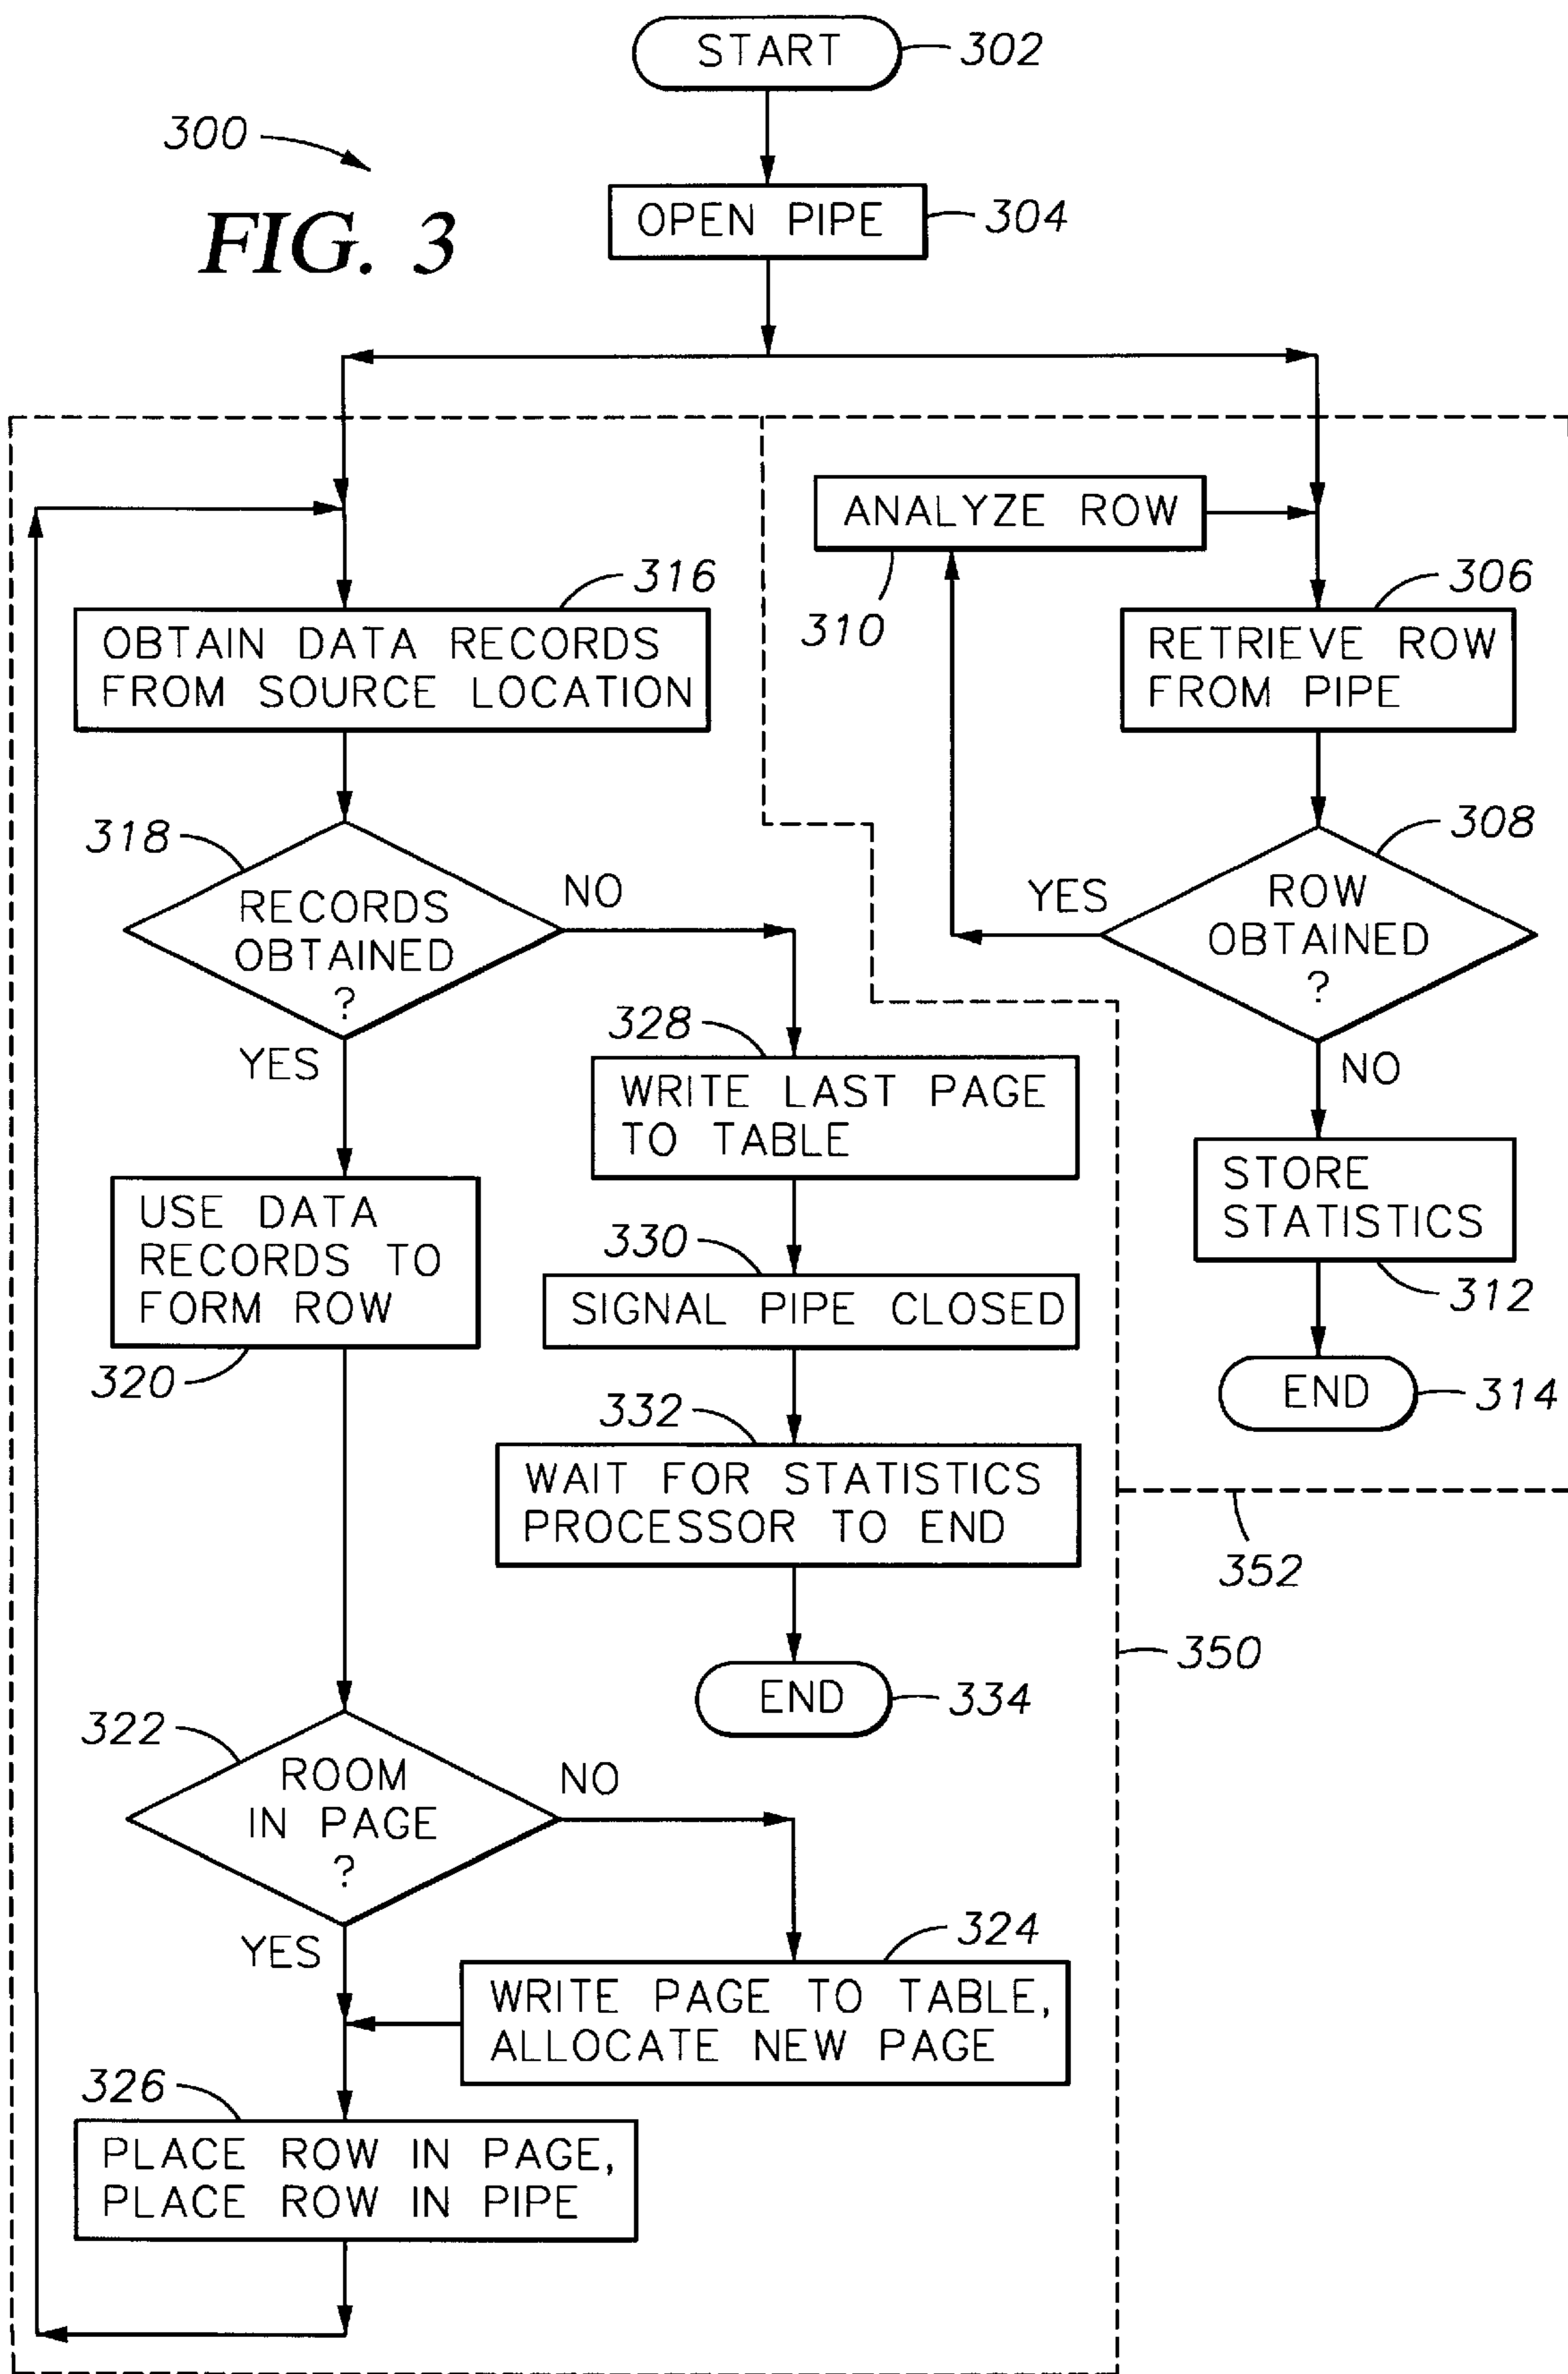 START
302
300
FIG. 3
OPEN PIPE
304
ANALYZE ROW
310
316
OBTAIN DATA RECORDS
FROM SOURCE LOCATION
306
RETRIEVE ROW
FROM PIPE
318
RECORDS
OBTAINED
?
NO
YES
308
ROW
OBTAINED
?
YES
NO
328
WRITE LAST PAGE
TO TABLE
STORE
STATISTICS
312
USE DATA
RECORDS TO
FORM ROW
320
330
SIGNAL PIPE CLOSED
END
314
332
WAIT FOR STATISTICS
PROCESSOR TO END
352
350
END
334
322
ROOM
IN PAGE
?
NO
YES
324
WRITE PAGE TO TABLE,
ALLOCATE NEW PAGE
326
PLACE ROW IN PAGE,
PLACE ROW IN PIPE